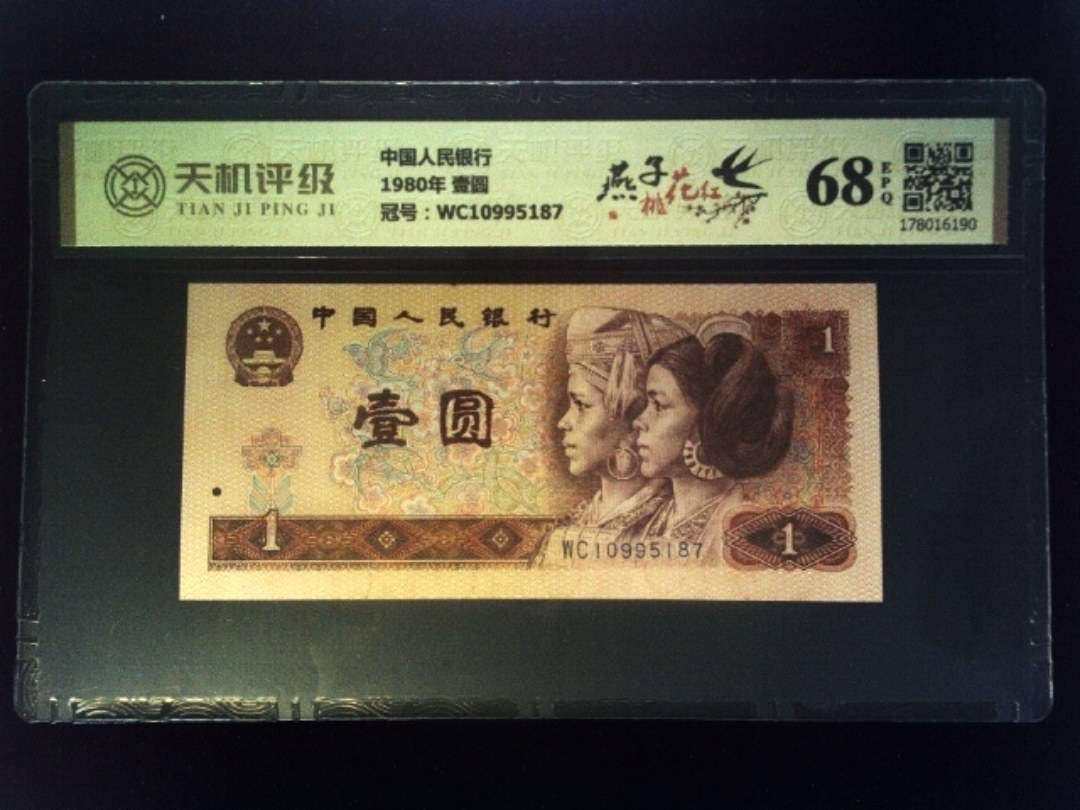 天机评级
TIAN JI PING JI
中国人民银行
1980年 壹圆
冠号：WC10995187
燕子
桃花红
68
EPQ
178016190
中国人民银行
1
壹圆
1
WC10995187
1